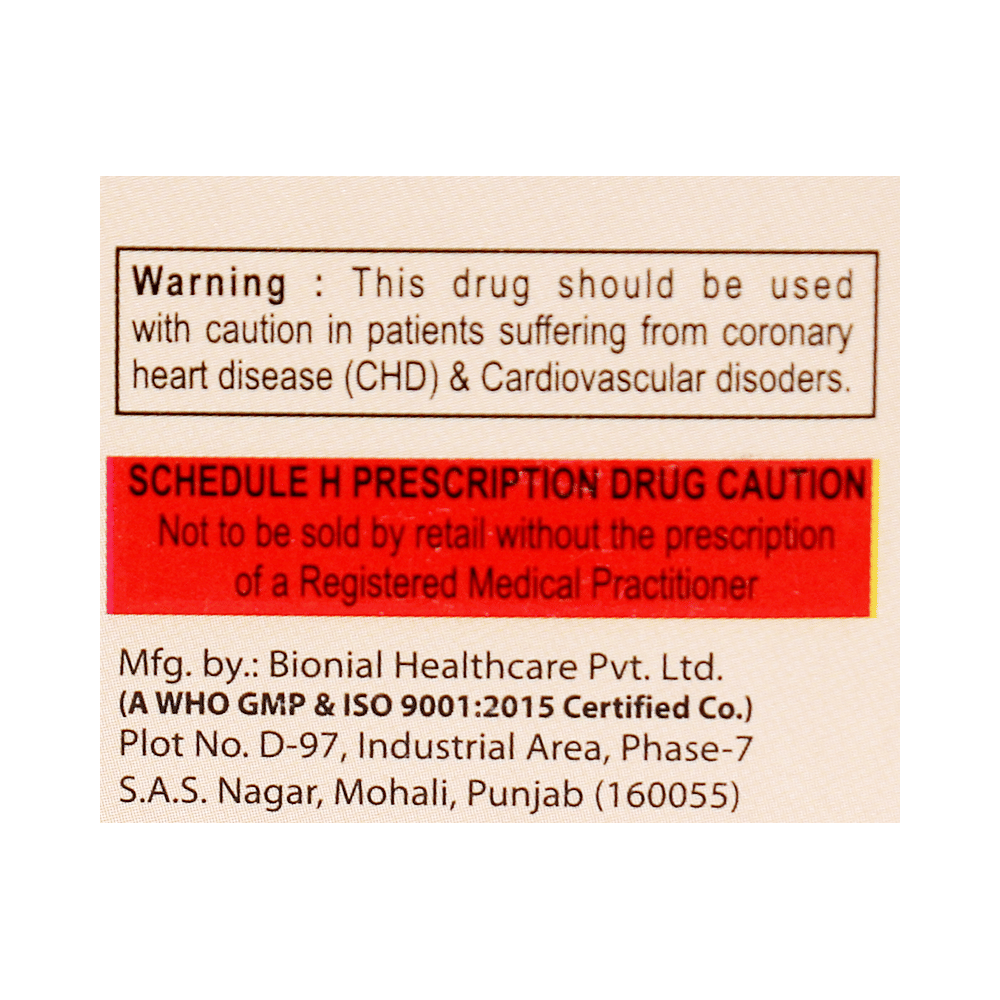 Warning : This drug should be used
with caution in patients suffering from coronary
heart disease (CHD) & Cardiovascular disoders.
SCHEDULE H PRESCRIPTION DRUG CAUTION
Not to be sold by retail without the prescription
of a Registered Medical Practitioner
Mfg. by.: Bionial Healthcare Pvt. Ltd.
(A WHO GMP & ISO 9001:2015 Certified Co.)
Plot No. D-97, Industrial Area, Phase-7
S.A.S. Nagar, Mohali, Punjab (160055)